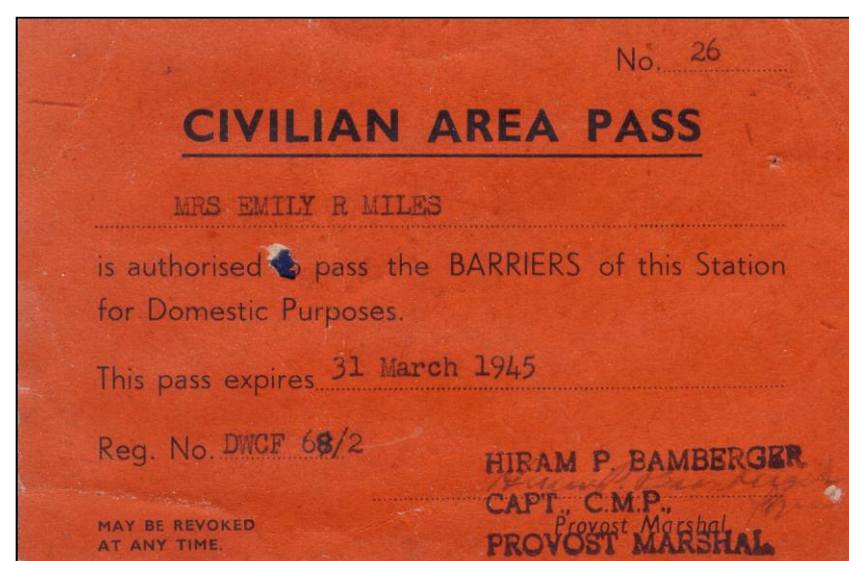 No. 26
CIVILIAN AREA PASS
MRS EMILY R MILES
is authorised pass the BARRIERS of this Station
for Domestic Purposes.
This pass expires 31 March 1945
Reg. No. DWCF 68/2
HIRAM P. BAMBERGER
CAPT., C.M.P.,
Provost Marshal
PROVOST MARSHAL
MAY BE REVOKED
AT ANY TIME.